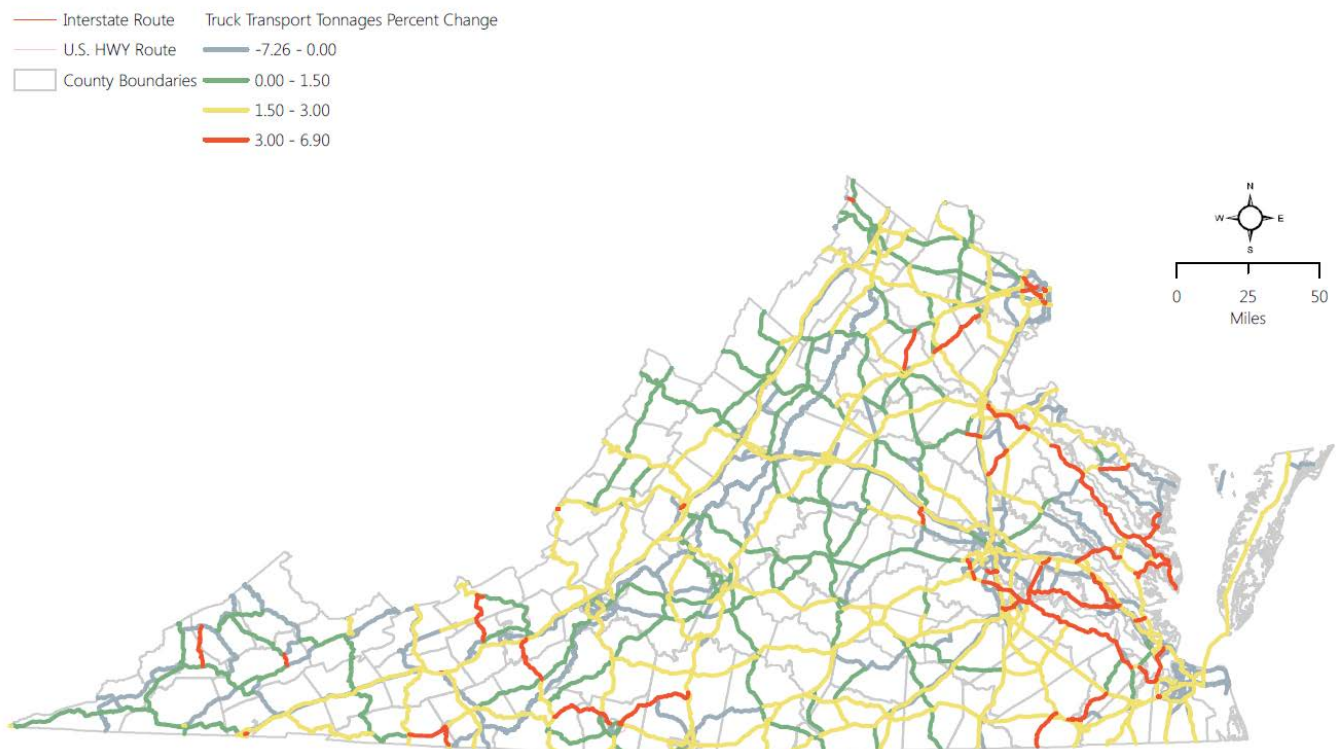 Interstate Route
U.S. HWY Route
County Boundaries
Truck Transport Tonnages Percent Change
-7.26 - 0.00
0.00 - 1.50
1.50 - 3.00
3.00 - 6.90
N
W E
S
0 25 50
Miles